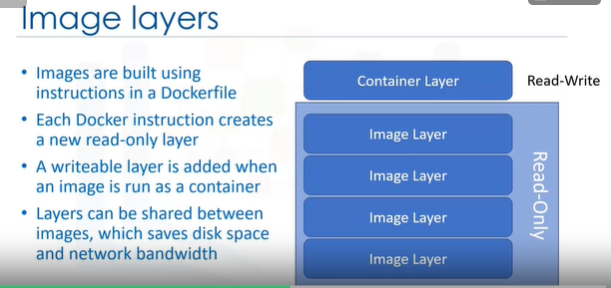 Image layers
• Images are built using
instructions in a Dockerfile
• Each Docker instruction creates
a new read-only layer
• A writeable layer is added when
an image is run as a container
• Layers can be shared between
images, which saves disk space
and network bandwidth
Container Layer
Read-Write
Image Layer
Image Layer
Image Layer
Image Layer
Read-Only